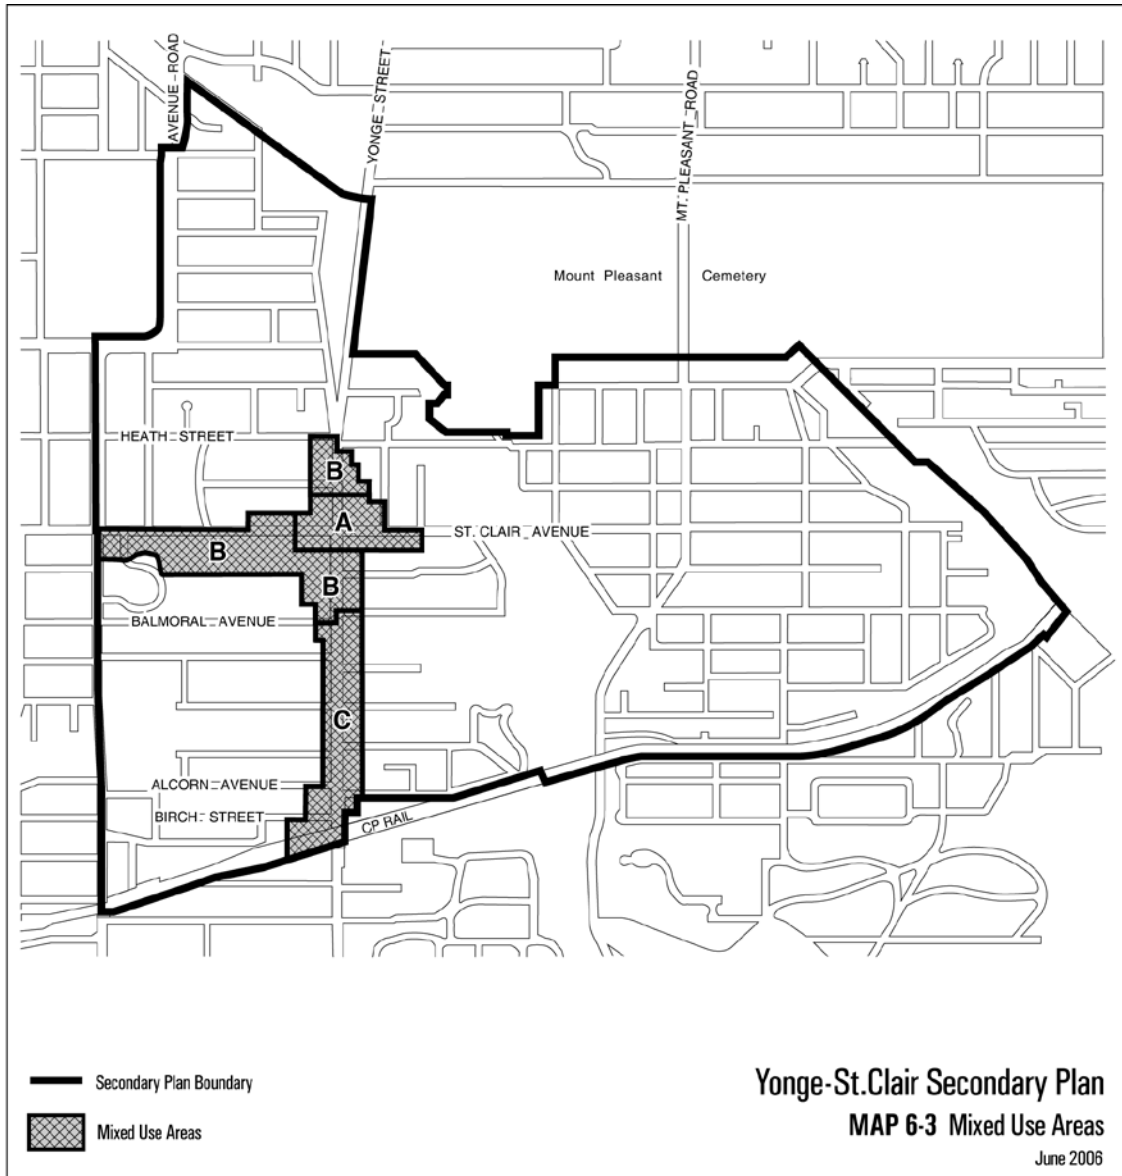 AVENUE ROAD
YONGE STREET
MT. PLEASANT ROAD
Mount Pleasant Cemetery
HEATH STREET
B
A
ST. CLAIR AVENUE
B
B
BALMORAL AVENUE
C
ALCORN AVENUE
BIRCH STREET
CP RAIL
Secondary Plan Boundary
Mixed Use Areas
Yonge-St.Clair Secondary Plan
MAP 6-3 Mixed Use Areas
June 2006